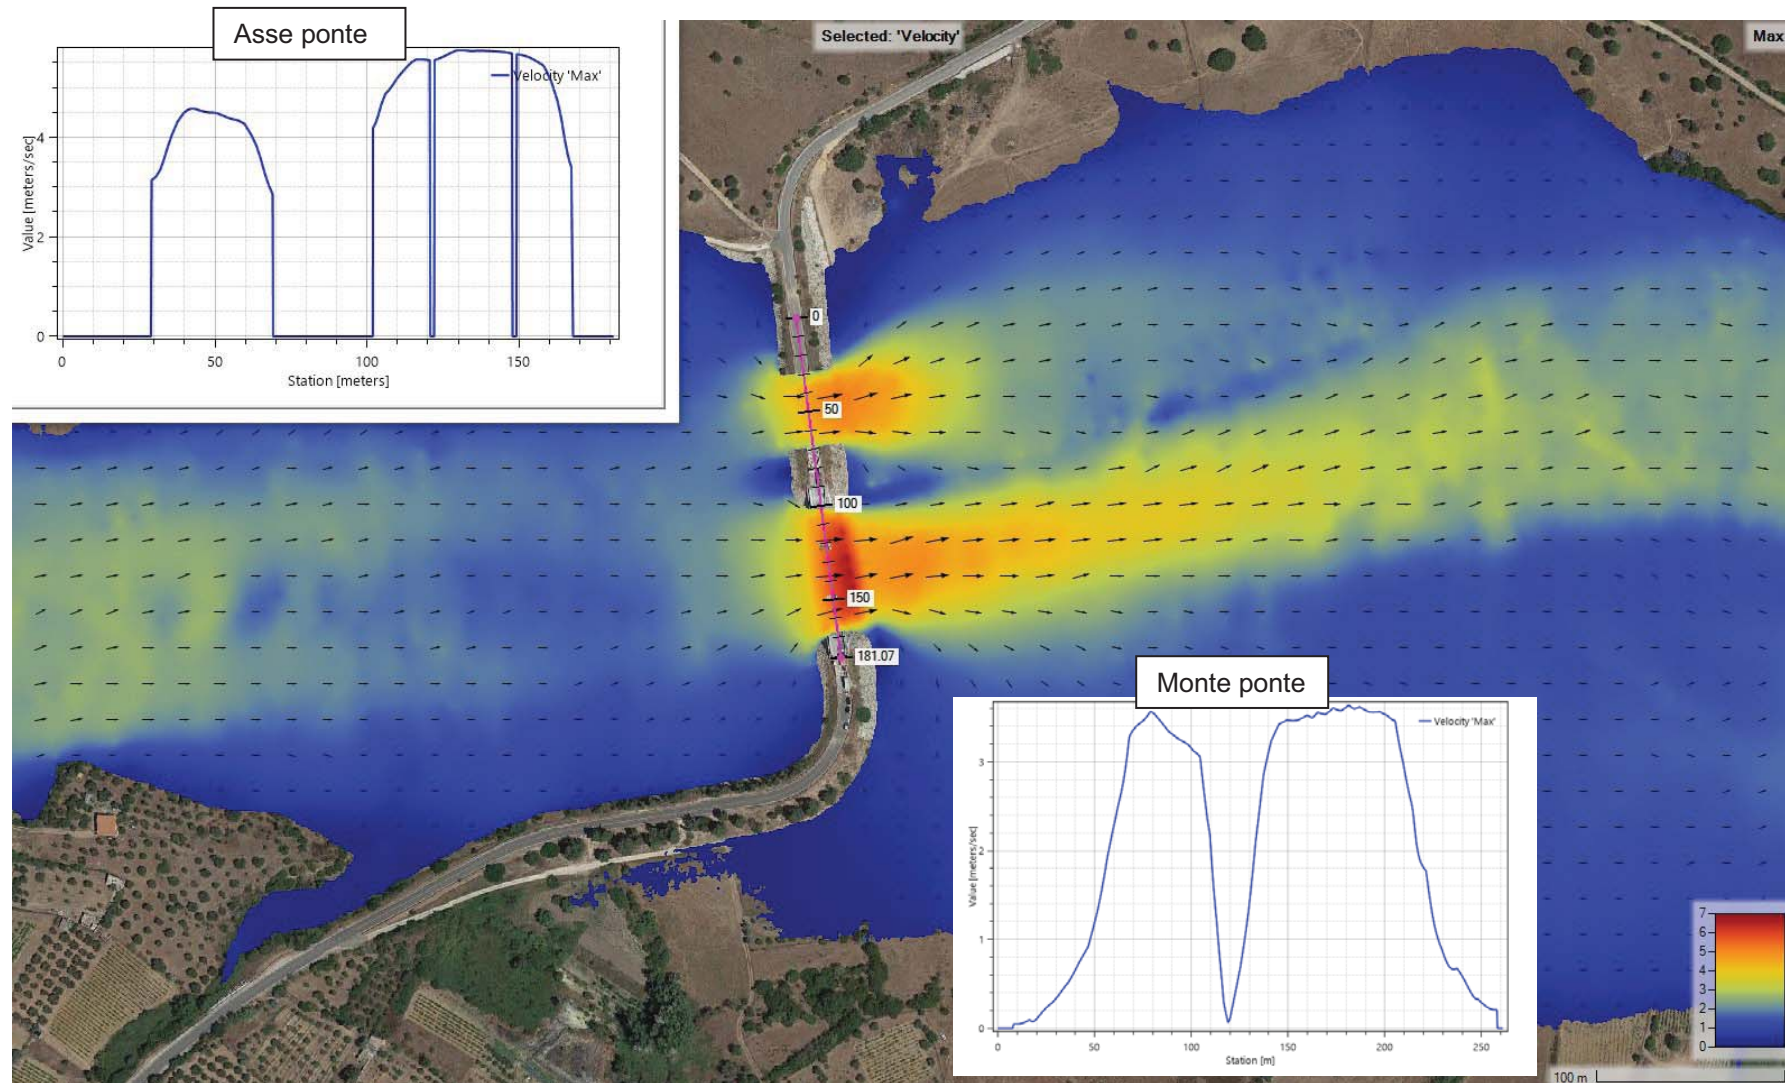 Asse ponte
Velocity 'Max'
Value [meters/sec]
4
2
0
0
50
100
150
Station [meters]
Selected: 'Velocity'
Max
0
50
100
150
181.07
Monte ponte
Velocity 'Max'
Value [meters/sec]
3
2
1
0
0
50
100
150
200
250
Station [m]
7
6
5
4
3
2
1
0
100 m